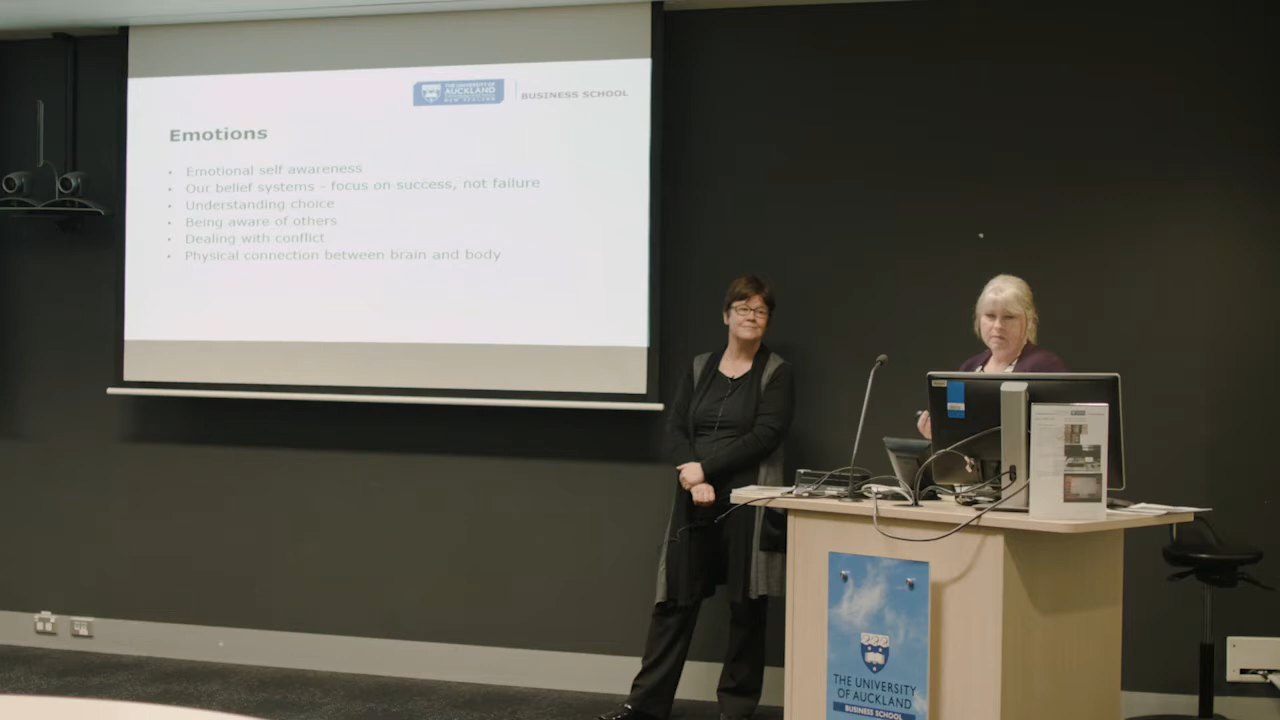 THE UNIVERSITY OF
AUCKLAND
NEW ZEALAND
BUSINESS SCHOOL
Emotions
• Emotional self awareness
• Our belief systems - focus on success, not failure
• Understanding choice
• Being aware of others
• Dealing with conflict
• Physical connection between brain and body
THE UNIVERSITY
OF AUCKLAND
BUSINESS SCHOOL